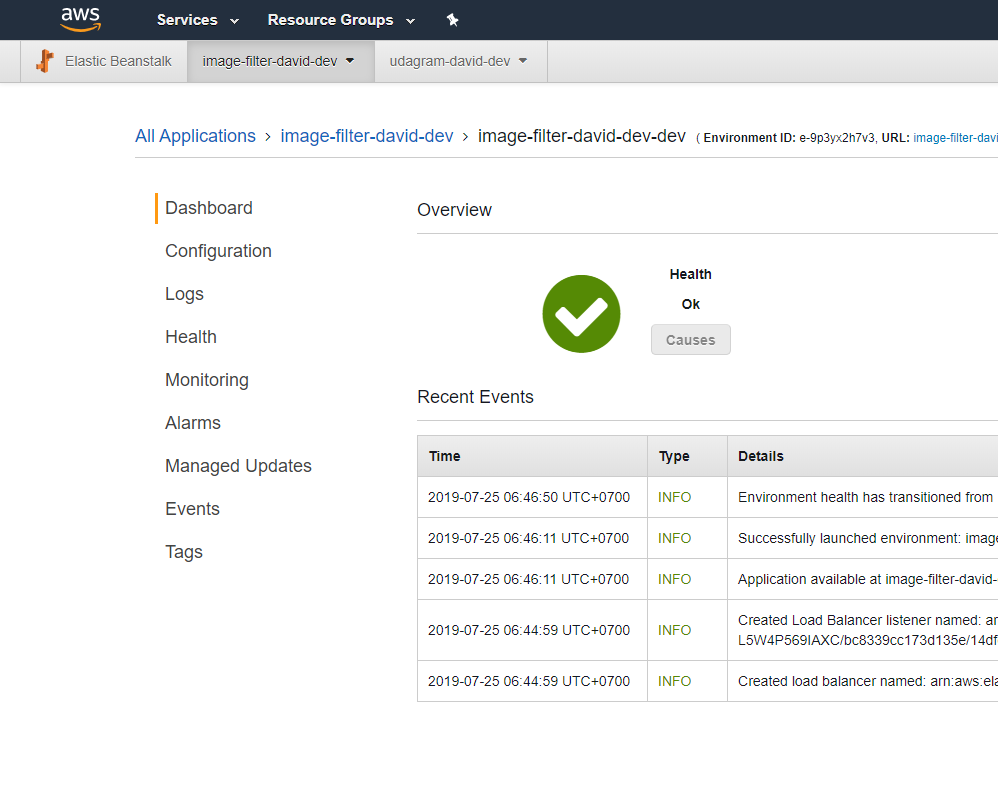 aws Services Resource Groups
Elastic Beanstalk image-filter-david-dev udagram-david-dev
All Applications › image-filter-david-dev › image-filter-david-dev-dev ( Environment ID: e-9p3yx2h7v3, URL: image-filter-davi
Dashboard
Configuration
Logs
Health
Monitoring
Alarms
Managed Updates
Events
Tags
Overview
Health
Ok
Causes
Recent Events
Time Type Details
2019-07-25 06:46:50 UTC+0700 INFO Environment health has transitioned from
2019-07-25 06:46:11 UTC+0700 INFO Successfully launched environment: image
2019-07-25 06:46:11 UTC+0700 INFO Application available at image-filter-david-
2019-07-25 06:44:59 UTC+0700 INFO Created Load Balancer listener named: ar
L5W4P569IAXC/bc8339cc173d135e/14df
2019-07-25 06:44:59 UTC+0700 INFO Created load balancer named: arn:aws:ela